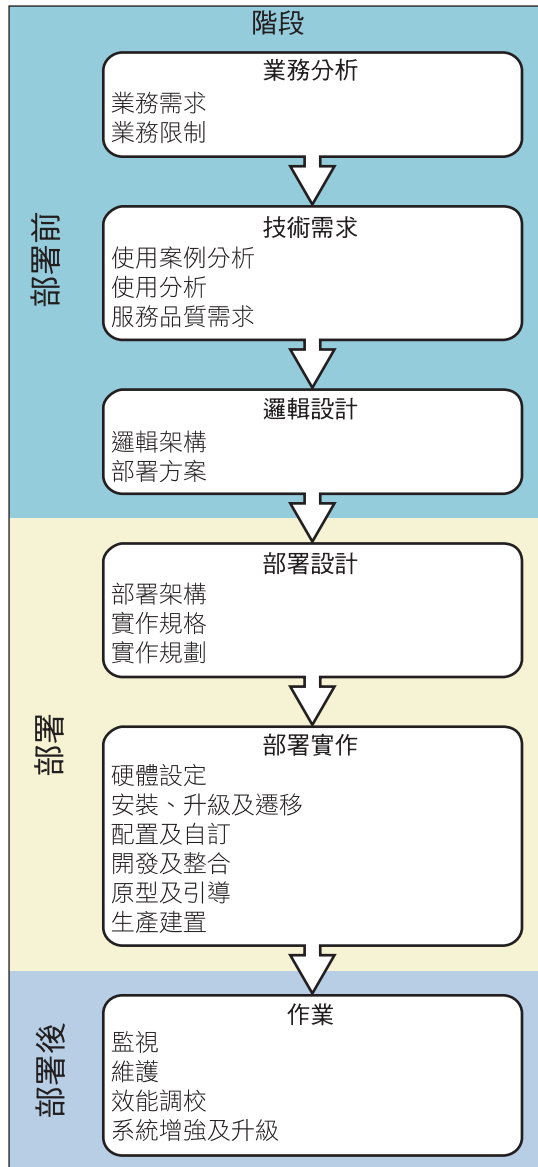 階段
部署前
業務分析
業務需求
業務限制
技術需求
使用案例分析
使用分析
服務品質需求
邏輯設計
邏輯架構
部署方案
部署
部署設計
部署架構
實作規格
實作規劃
部署實作
硬體設定
安裝、升級及遷移
配置及自訂
開發及整合
原型及引導
生產建置
部署後
作業
監視
維護
效能調校
系統增強及升級